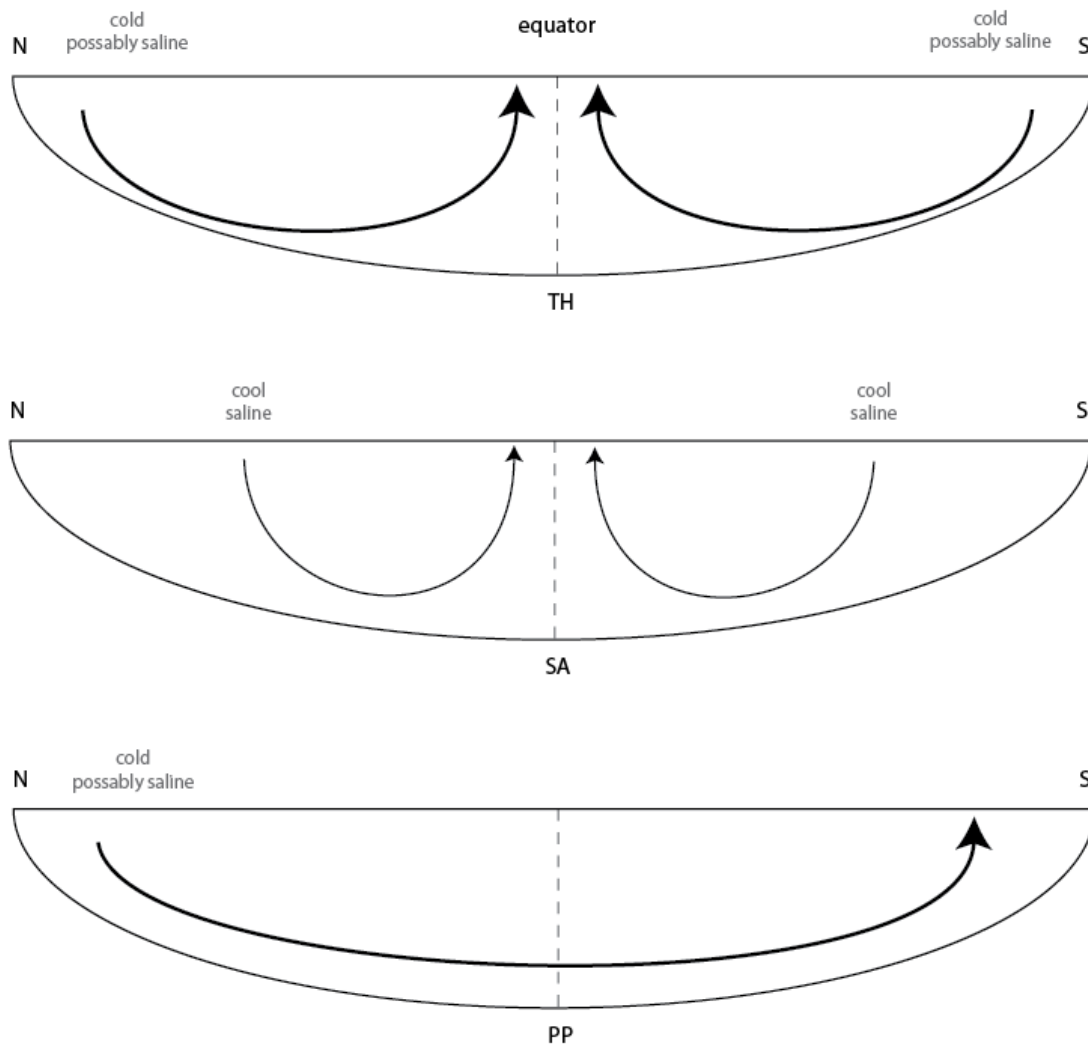 cold
possably saline
equator
cold
possably saline
N
S
TH
cool
saline
cool
saline
N
S
SA
cold
possably saline
N
S
PP